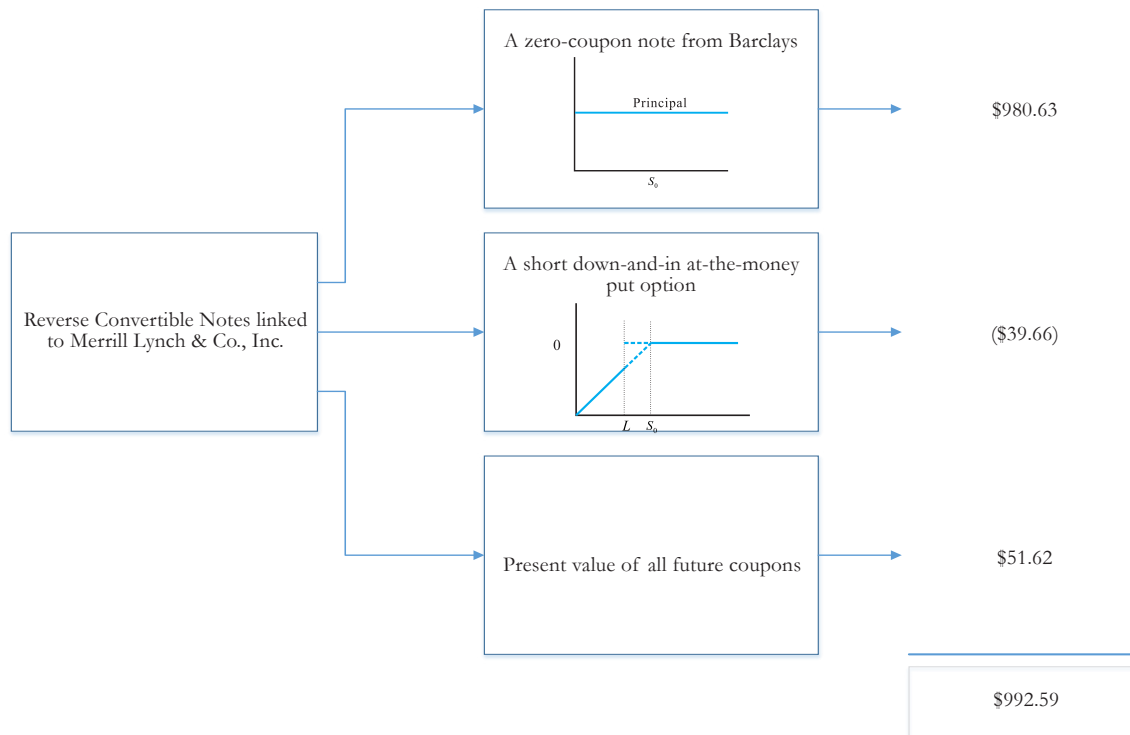 A zero-coupon note from Barclays
Principal
S₀
$980.63
Reverse Convertible Notes linked
to Merrill Lynch & Co., Inc.
A short down-and-in at-the-money
put option
0
L S₀
($39.66)
Present value of all future coupons
$51.62
$992.59